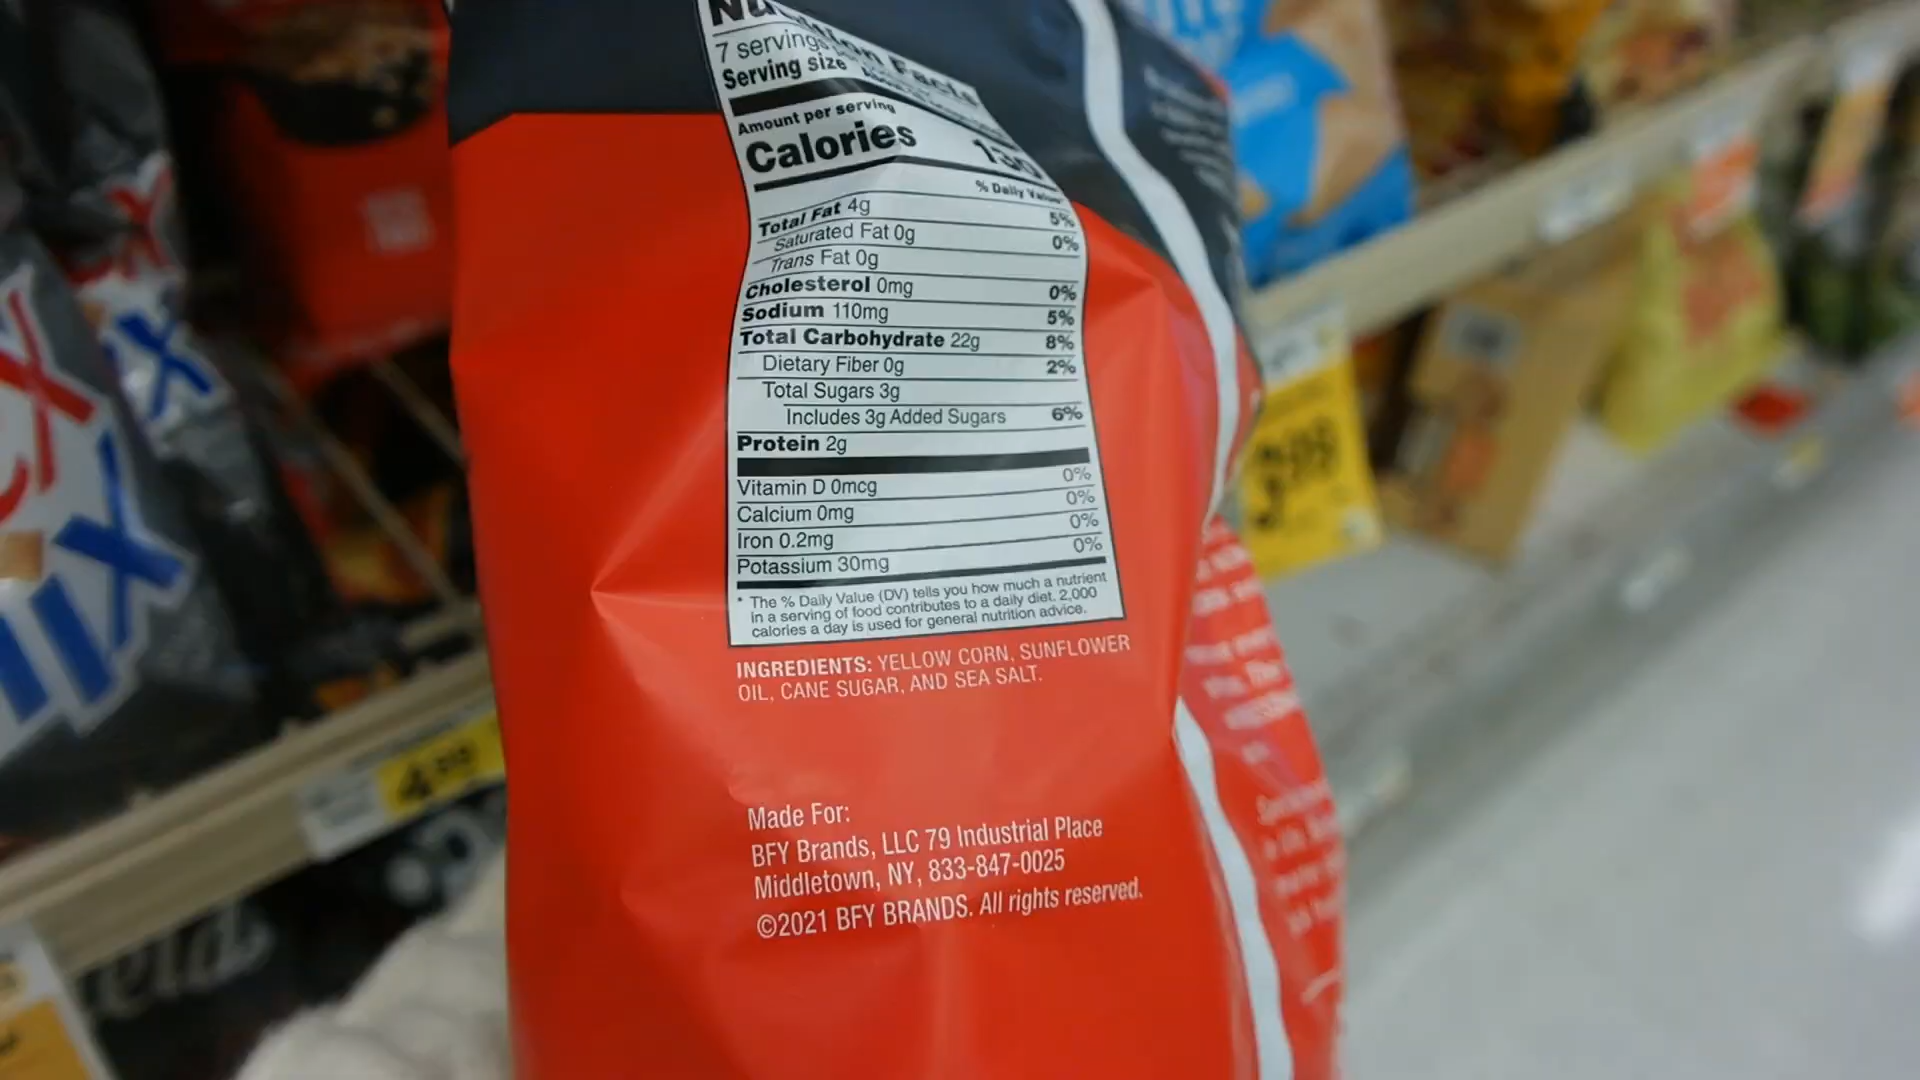 Nutrition Facts
7 servings
Serving size
Amount per serving
Calories 130
% Daily Value*
Total Fat 4g 5%
Saturated Fat 0g 0%
Trans Fat 0g
Cholesterol 0mg 0%
Sodium 110mg 5%
Total Carbohydrate 22g 8%
Dietary Fiber 0g 2%
Total Sugars 3g
Includes 3g Added Sugars 6%
Protein 2g
Vitamin D 0mcg 0%
Calcium 0mg 0%
Iron 0.2mg 0%
Potassium 30mg 0%
* The % Daily Value (DV) tells you how much a nutrient
in a serving of food contributes to a daily diet. 2,000
calories a day is used for general nutrition advice.
INGREDIENTS: YELLOW CORN, SUNFLOWER
OIL, CANE SUGAR, AND SEA SALT.
Made For:
BFY Brands, LLC 79 Industrial Place
Middletown, NY, 833-847-0025
©2021 BFY BRANDS. All rights reserved.
4.99